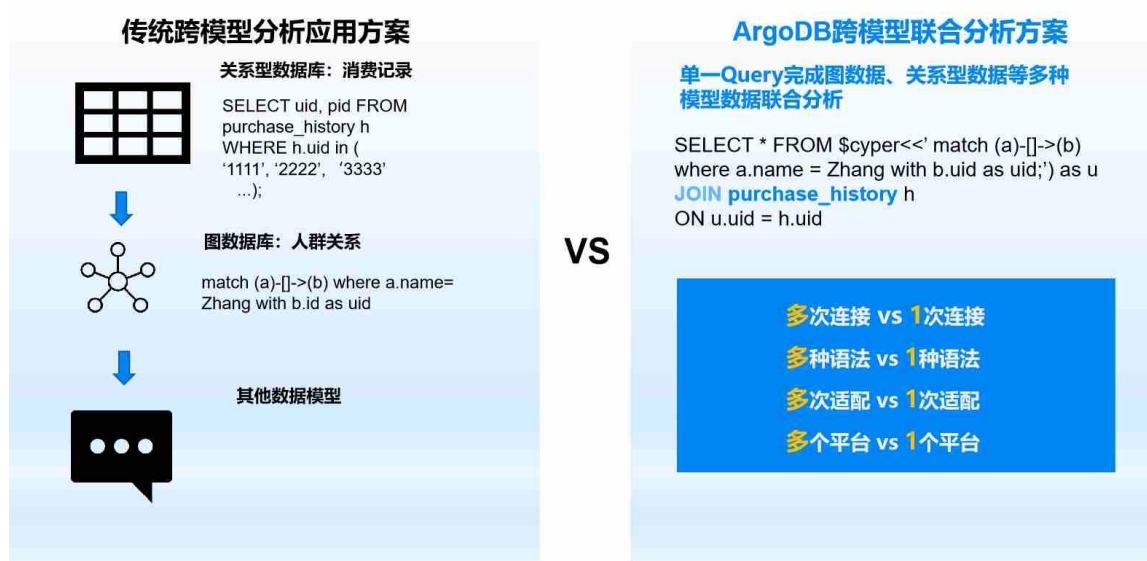 传统跨模型分析应用方案
关系型数据库：消费记录
SELECT uid, pid FROM
purchase_history h
WHERE h.uid in (
‘1111’, ‘2222’, ‘3333’
...);
图数据库：人群关系
match (a)-[]->(b) where a.name=
Zhang with b.id as uid
其他数据模型
VS
ArgoDB跨模型联合分析方案
单一Query完成图数据、关系型数据等多种
模型数据联合分析
SELECT * FROM $cyper<<’ match (a)-[]->(b)
where a.name = Zhang with b.uid as uid;’) as u
JOIN purchase_history h
ON u.uid = h.uid
多次连接 vs 1次连接
多种语法 vs 1种语法
多次适配 vs 1次适配
多个平台 vs 1个平台